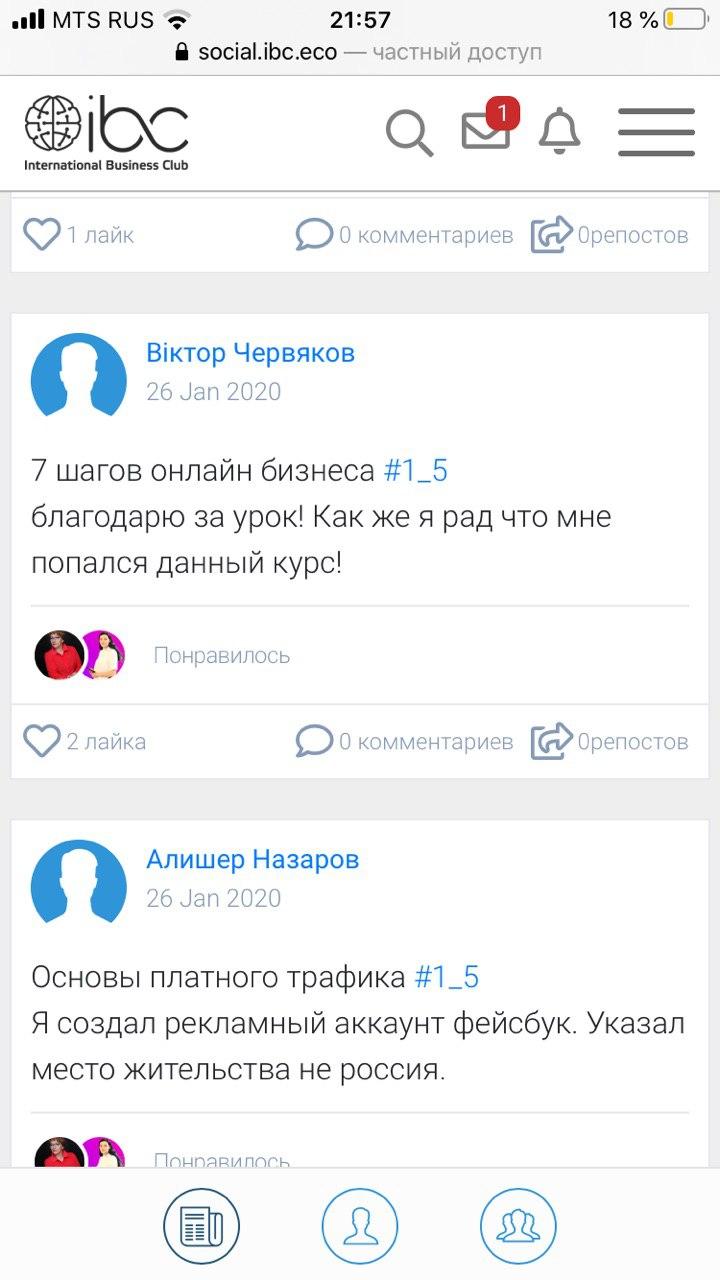 MTS RUS 21:57 18 %
social.ibc.eco — частный доступ
ibc
International Business Club
1
1 лайк 0 комментариев 0репостов
Віктор Червяков
26 Jan 2020
7 шагов онлайн бизнеса #1_5
благодарю за урок! Как же я рад что мне
попался данный курс!
Понравилось
2 лайка 0 комментариев 0репостов
Алишер Назаров
26 Jan 2020
Основы платного трафика #1_5
Я создал рекламный аккаунт фейсбук. Указал
место жительства не россия.
Понравилось